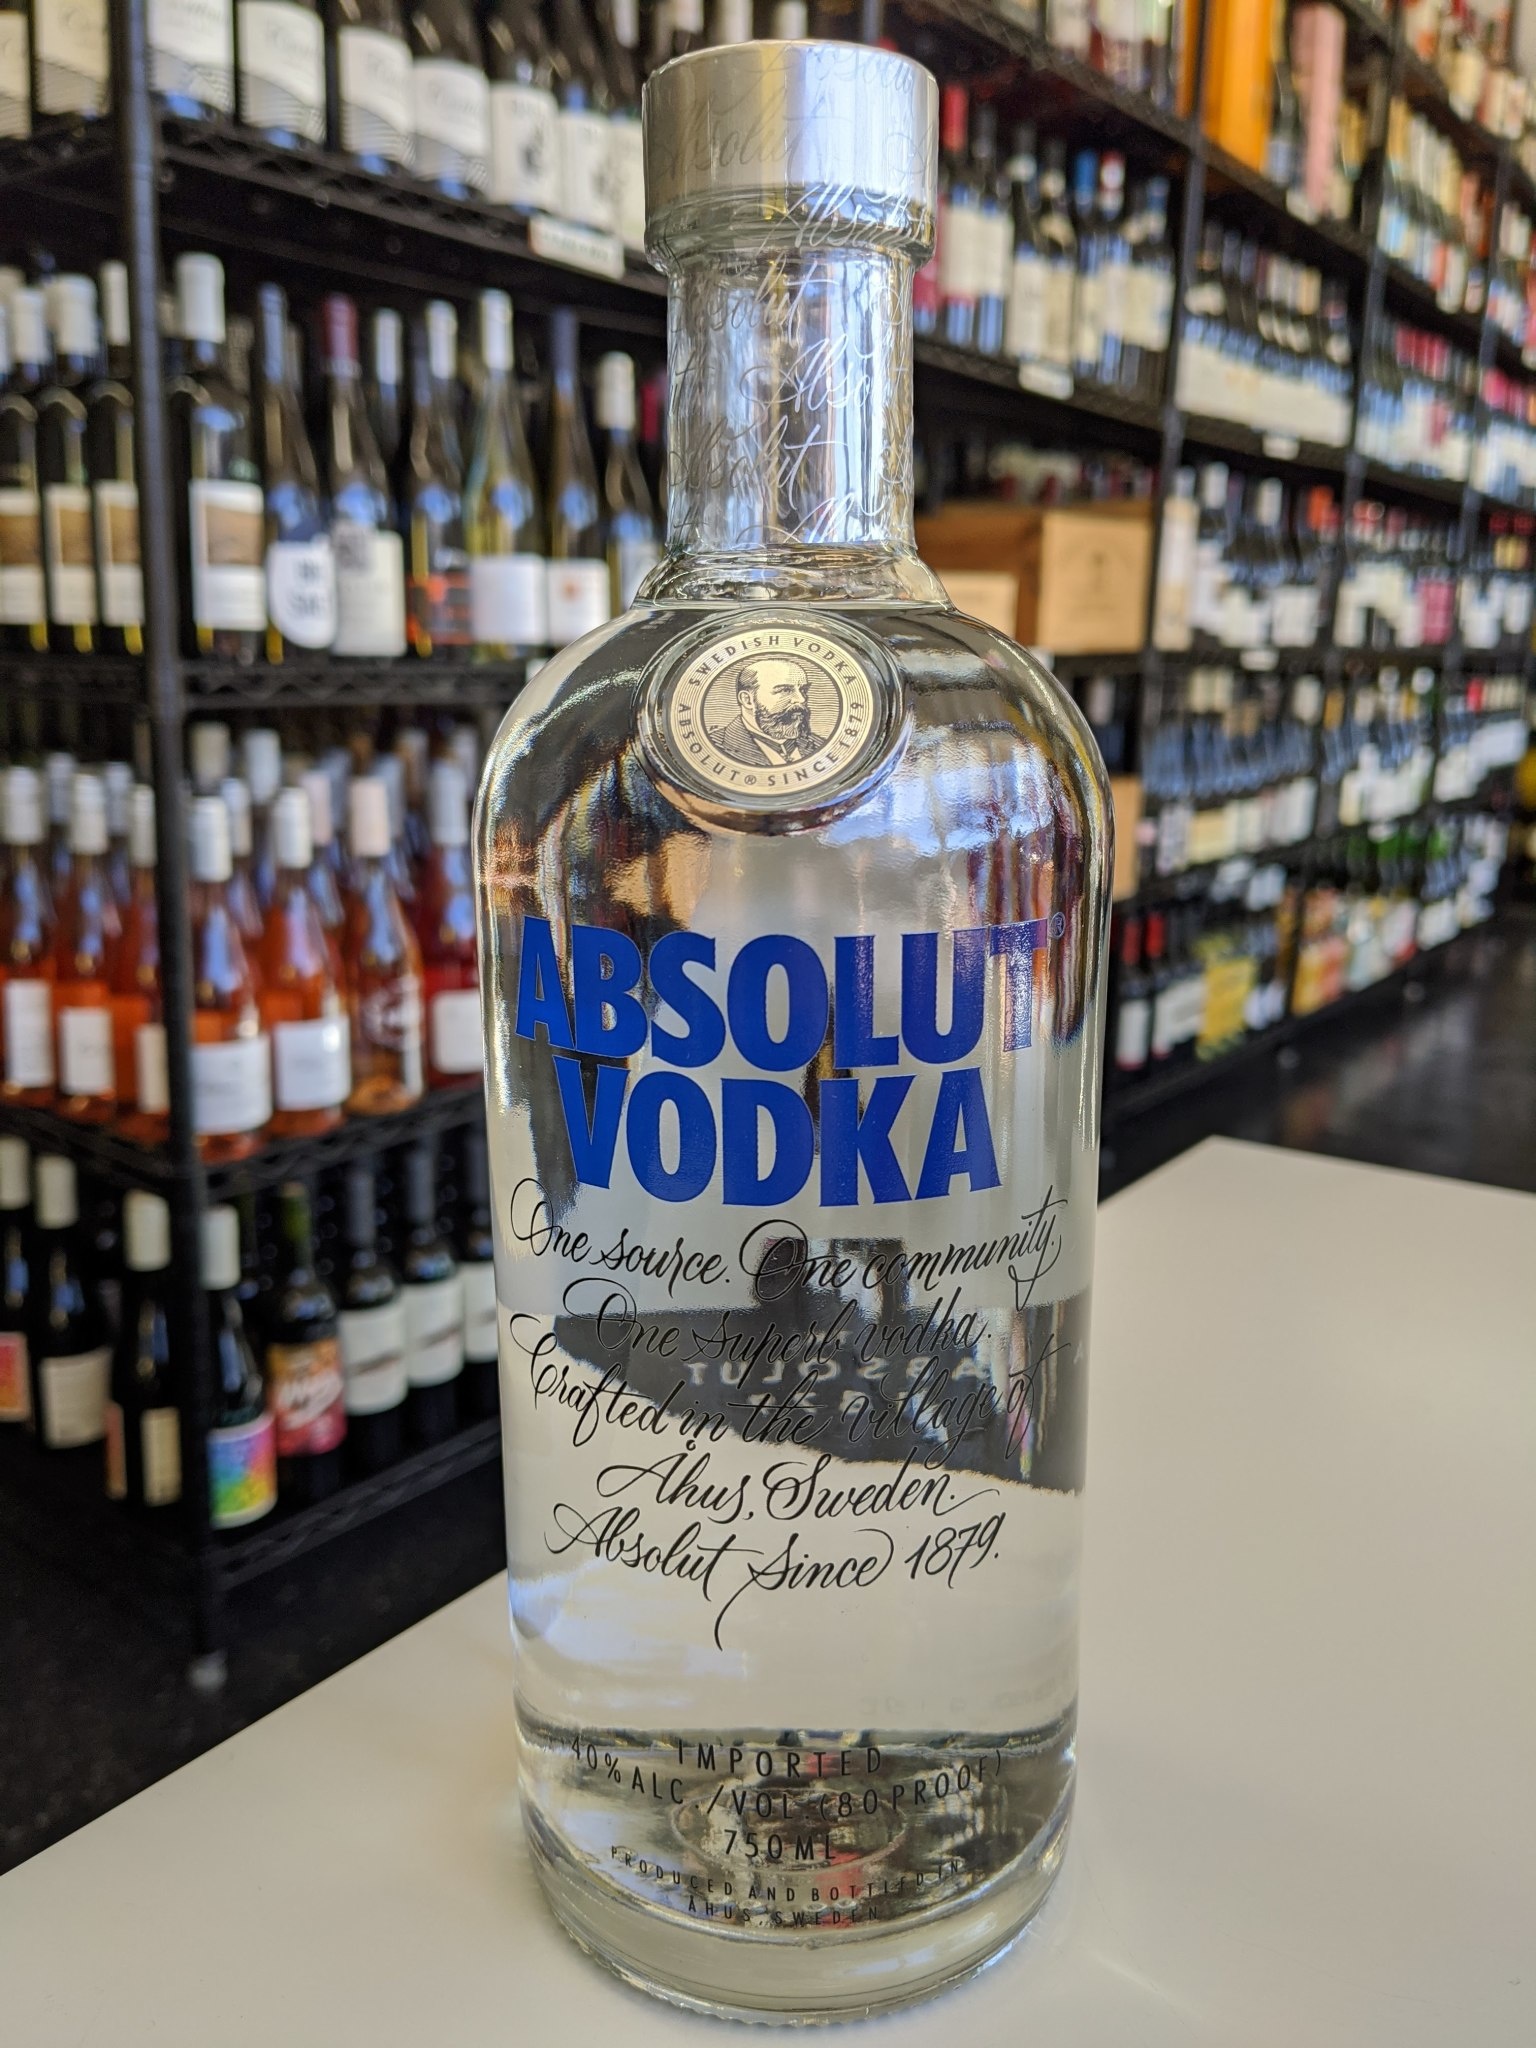 Absolut
SWEDISH VODKA
ABSOLUT® SINCE 1879
ABSOLUT®
VODKA
One source. One community.
One superb vodka.
Crafted in the village of
Åhus, Sweden.
Absolut Since 1879.
IMPORTED
40% ALC./VOL. (80 PROOF)
750ML
PRODUCED AND BOTTLED IN
ÅHUS, SWEDEN